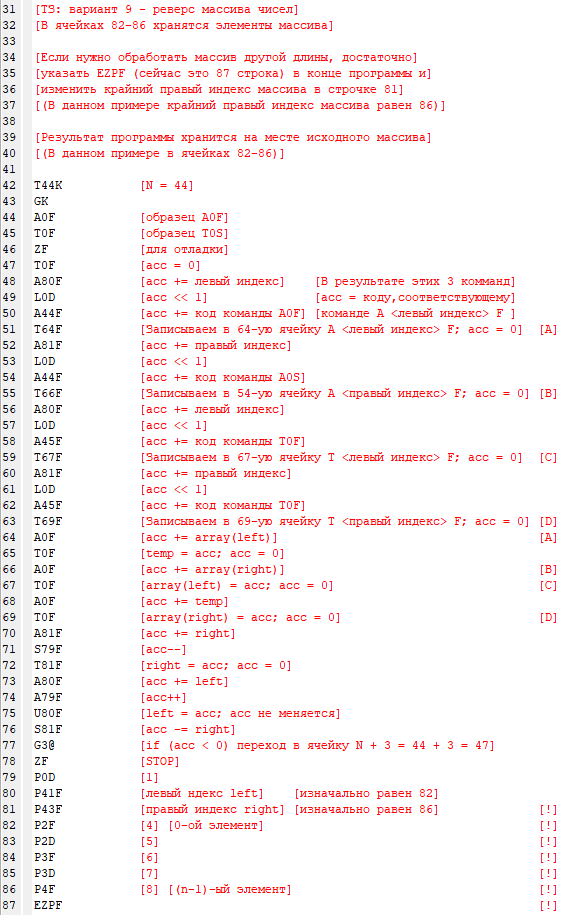 31 [TS: вариант 9 - реверс массива чисел]
32 [В ячейках 82-86 хранятся элементы массива]
33
34 [Если нужно обработать массив другой длины, достаточно]
35 [указать EZPF (сейчас это 87 строка) в конце программы и]
36 [изменить крайний правый индекс массива в строчке 81]
37 [(В данном примере крайний правый индекс массива равен 86)]
38
39 [Результат программы хранится на месте исходного массива]
40 [(В данном примере в ячейках 82-86)]
41
42 T44K [N = 44]
43 GK
44 A0F [образец A0F]
45 T0F [образец T0S]
46 ZF [для отладки]
47 T0F [acc = 0]
48 A80F [acc += левый индекс] [В результате этих 3 комманд]
49 L0D [acc << 1] [acc = коду,соответствующему]
50 A44F [acc += код команды A0F] [команде A <левый индекс> F ]
51 T64F [Записываем в 64-ую ячейку A <левый индекс> F; acc = 0] [A]
52 A81F [acc += правый индекс]
53 L0D [acc << 1]
54 A44F [acc += код команды A0S]
55 T66F [Записываем в 54-ую ячейку A <правый индекс> F; acc = 0] [B]
56 A80F [acc += левый индекс]
57 L0D [acc << 1]
58 A45F [acc += код команды T0F]
59 T67F [Записываем в 67-ую ячейку T <левый индекс> F; acc = 0] [C]
60 A81F [acc += правый индекс]
61 L0D [acc << 1]
62 A45F [acc += код команды T0F]
63 T69F [Записываем в 69-ую ячейку T <правый индекс> F; acc = 0] [D]
64 A0F [acc += array(left)] [A]
65 T0F [temp = acc; acc = 0]
66 A0F [acc += array(right)] [B]
67 T0F [array(left) = acc; acc = 0] [C]
68 A0F [acc += temp]
69 T0F [array(right) = acc; acc = 0] [D]
70 A81F [acc += right]
71 S79F [acc--]
72 T81F [right = acc; acc = 0]
73 A80F [acc += left]
74 A79F [acc++]
75 U80F [left = acc; acc не меняется]
76 S81F [acc -= right]
77 G3@ [if (acc < 0) переход в ячейку N + 3 = 44 + 3 = 47]
78 ZF [STOP]
79 P0D [1]
80 P41F [левый ндекс left] [изначально равен 82]
81 P43F [правый индекс right] [изначально равен 86] [!]
82 P2F [4] [0-ой элемент] [!]
83 P2D [5] [!]
84 P3F [6] [!]
85 P3D [7] [!]
86 P4F [8] [(n-1)-ый элемент] [!]
87 EZPF [!]